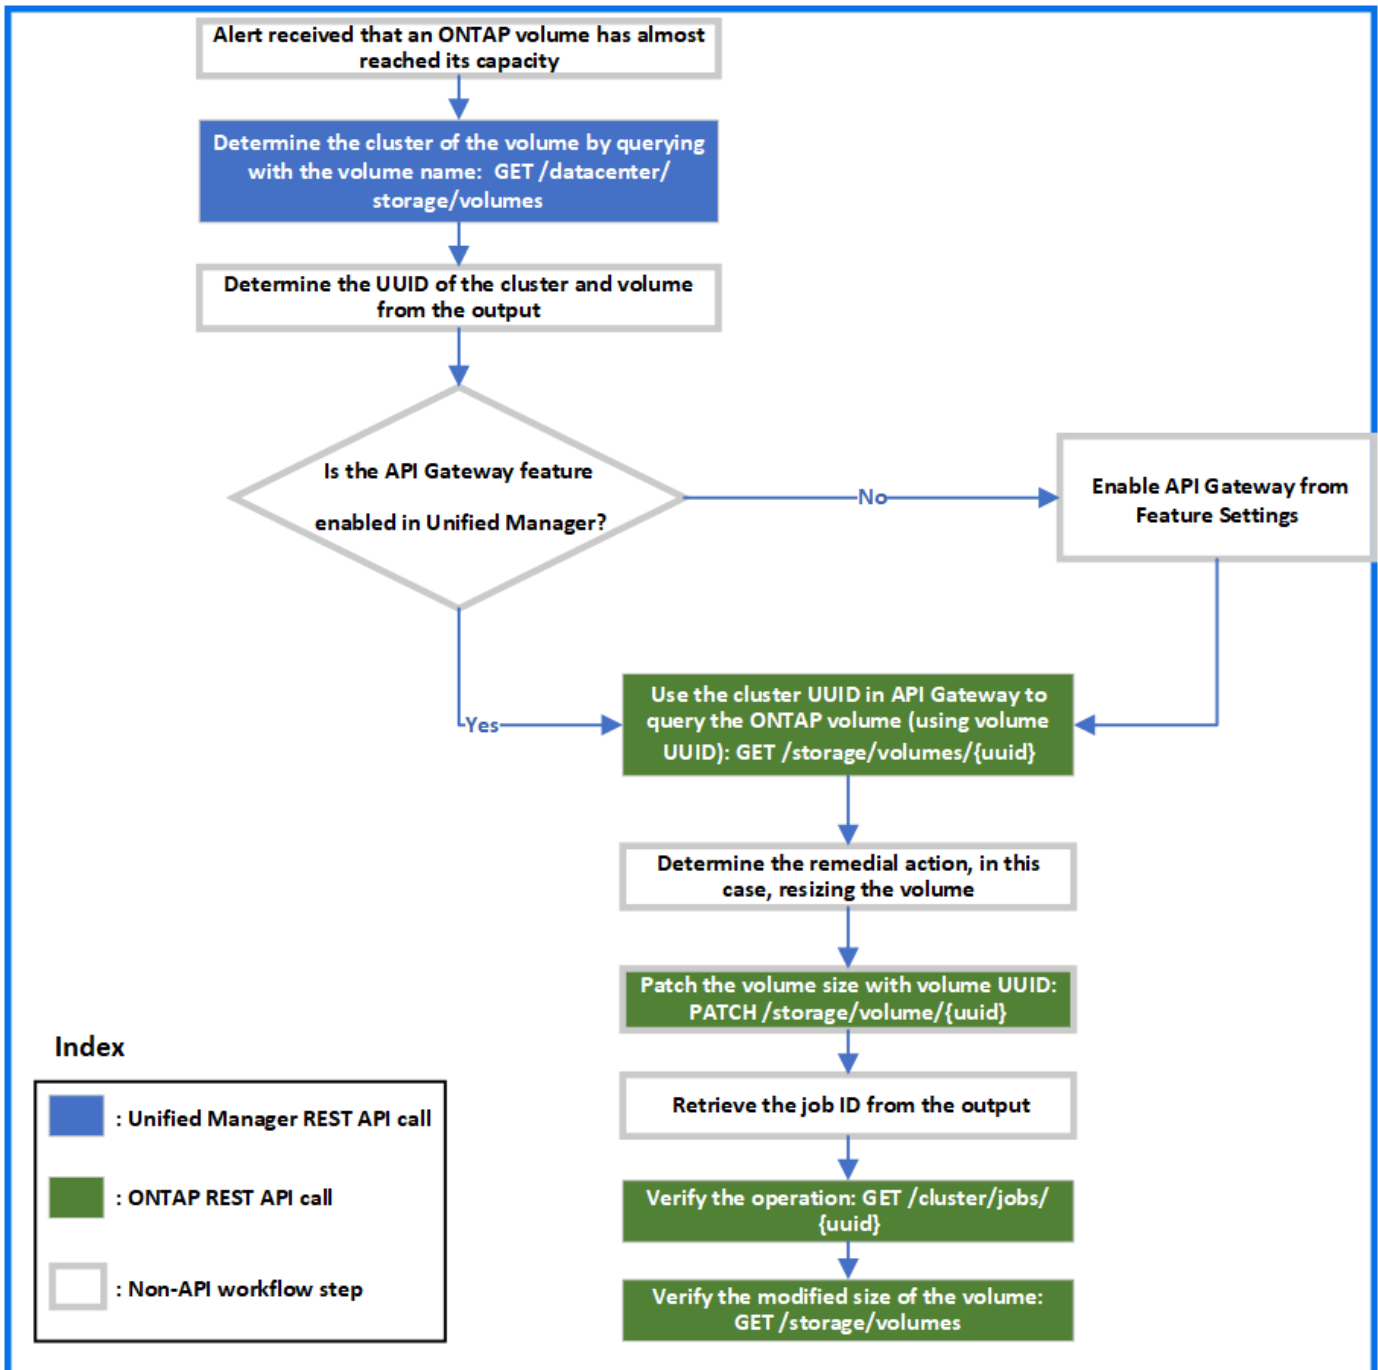 Alert received that an ONTAP volume has almost
reached its capacity
Determine the cluster of the volume by querying
with the volume name:  GET /datacenter/
storage/volumes
Determine the UUID of the cluster and volume
from the output
Is the API Gateway feature
enabled in Unified Manager?
No
Enable API Gateway from
Feature Settings
Yes
Use the cluster UUID in API Gateway to
query the ONTAP volume (using volume
UUID): GET /storage/volumes/{uuid}
Determine the remedial action, in this
case, resizing the volume
Patch the volume size with volume UUID:
PATCH /storage/volume/{uuid}
Retrieve the job ID from the output
Verify the operation: GET /cluster/jobs/
{uuid}
Verify the modified size of the volume:
GET /storage/volumes
Index
: Unified Manager REST API call
: ONTAP REST API call
: Non-API workflow step